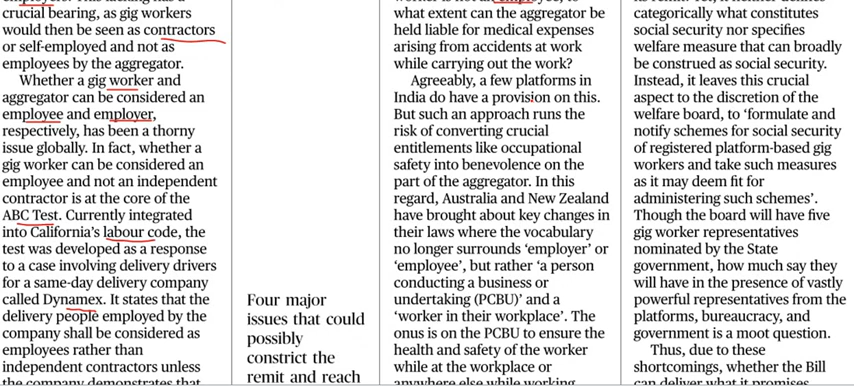 crucial bearing, as gig workers
would then be seen as contractors
or self-employed and not as
employees by the aggregator.
Whether a gig worker and
aggregator can be considered an
employee and employer,
respectively, has been a thorny
issue globally. In fact, whether a
gig worker can be considered an
employee and not an independent
contractor is at the core of the
ABC Test. Currently integrated
into California's labour code, the
test was developed as a response
to a case involving delivery drivers
for a same-day delivery company
called Dynamex. It states that the
delivery people employed by the
company shall be considered as
employees rather than
independent contractors unless
the company demonstrates that
Four major
issues that could
possibly
constrict the
remit and reach
what extent can the aggregator be
held liable for medical expenses
arising from accidents at work
while carrying out the work?
Agreeably, a few platforms in
India do have a provision on this.
But such an approach runs the
risk of converting crucial
entitlements like occupational
safety into benevolence on the
part of the aggregator. In this
regard, Australia and New Zealand
have brought about key changes in
their laws where the vocabulary
no longer surrounds 'employer' or
'employee', but rather 'a person
conducting a business or
undertaking (PCBU)' and a
'worker in their workplace'. The
onus is on the PCBU to ensure the
health and safety of the worker
while at the workplace or
anywhere else while working
categorically what constitutes
social security nor specifies
welfare measure that can broadly
be construed as social security.
Instead, it leaves this crucial
aspect to the discretion of the
welfare board, to 'formulate and
notify schemes for social security
of registered platform-based gig
workers and take such measures
as it may deem fit for
administering such schemes'.
Though the board will have five
gig worker representatives
nominated by the State
government, how much say they
will have in the presence of vastly
powerful representatives from the
platforms, bureaucracy, and
government is a moot question.
Thus, due to these
shortcomings, whether the Bill
can deliver what it promises